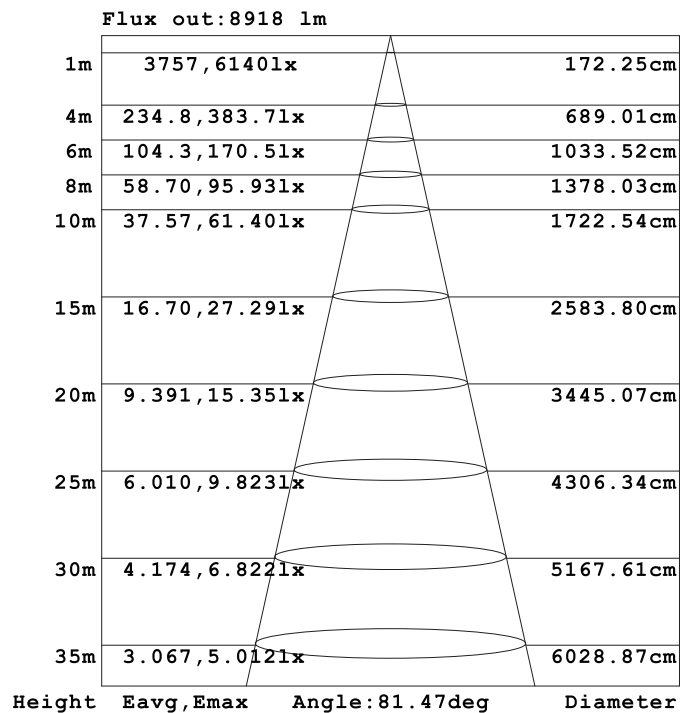 Flux out:8918 lm
1m 3757,6140lx 172.25cm
4m 234.8,383.7lx 689.01cm
6m 104.3,170.5lx 1033.52cm
8m 58.70,95.93lx 1378.03cm
10m 37.57,61.40lx 1722.54cm
15m 16.70,27.29lx 2583.80cm
20m 9.391,15.35lx 3445.07cm
25m 6.010,9.823lx 4306.34cm
30m 4.174,6.822lx 5167.61cm
35m 3.067,5.012lx 6028.87cm
Height Eavg,Emax Angle:81.47deg Diameter